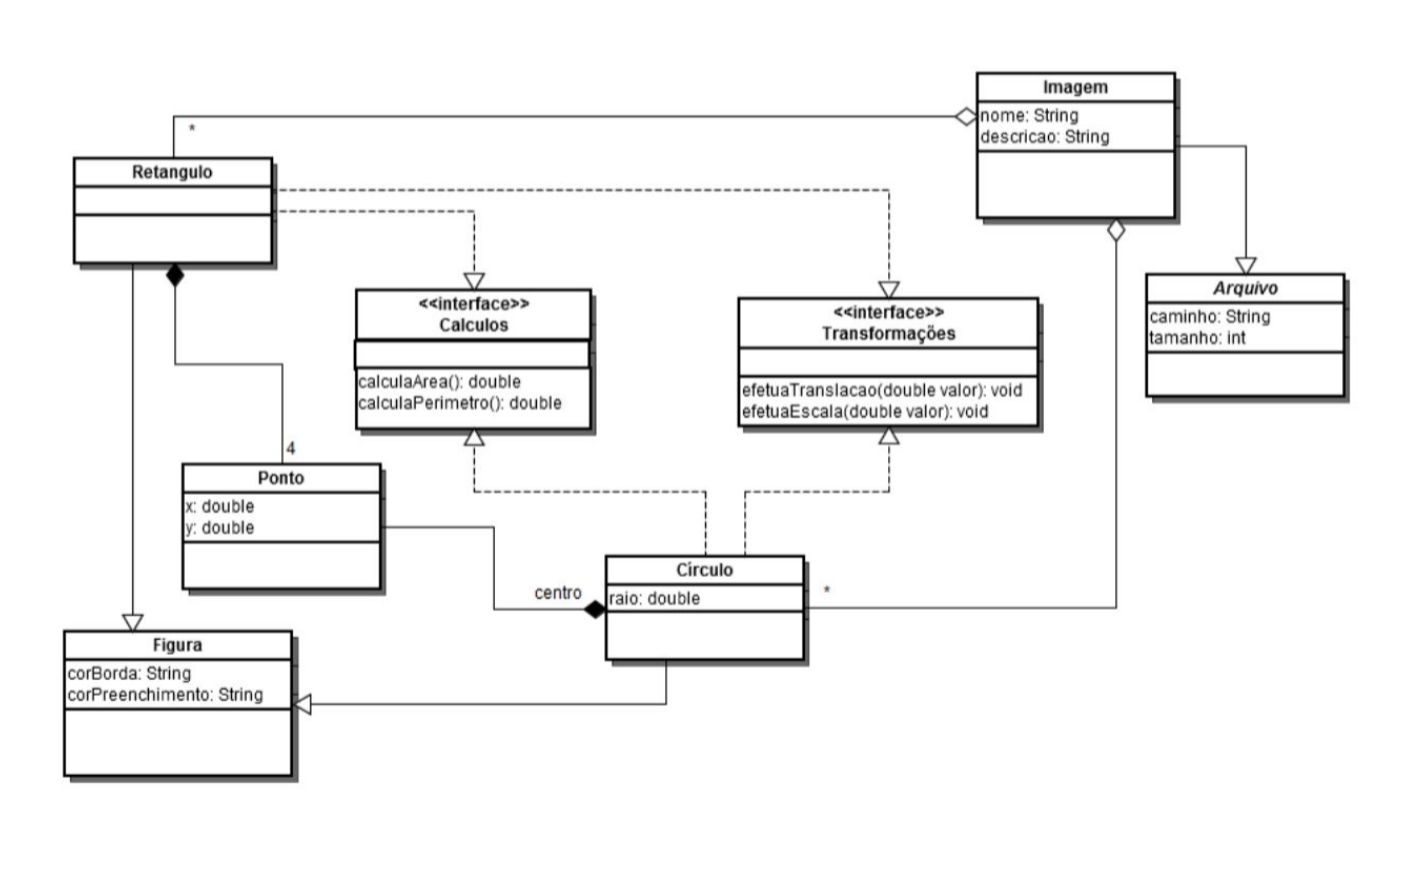 Imagem
nome: String
descricao: String
*
Retangulo
Arquivo
caminho: String
tamanho: int
<<interface>>
Calculos
calculaArea(): double
calculaPerimetro(): double
<<interface>>
Transformações
efetuaTranslacao(double valor): void
efetuaEscala(double valor): void
4
Ponto
x: double
y: double
centro
Círculo
raio: double
*
Figura
corBorda: String
corPreenchimento: String